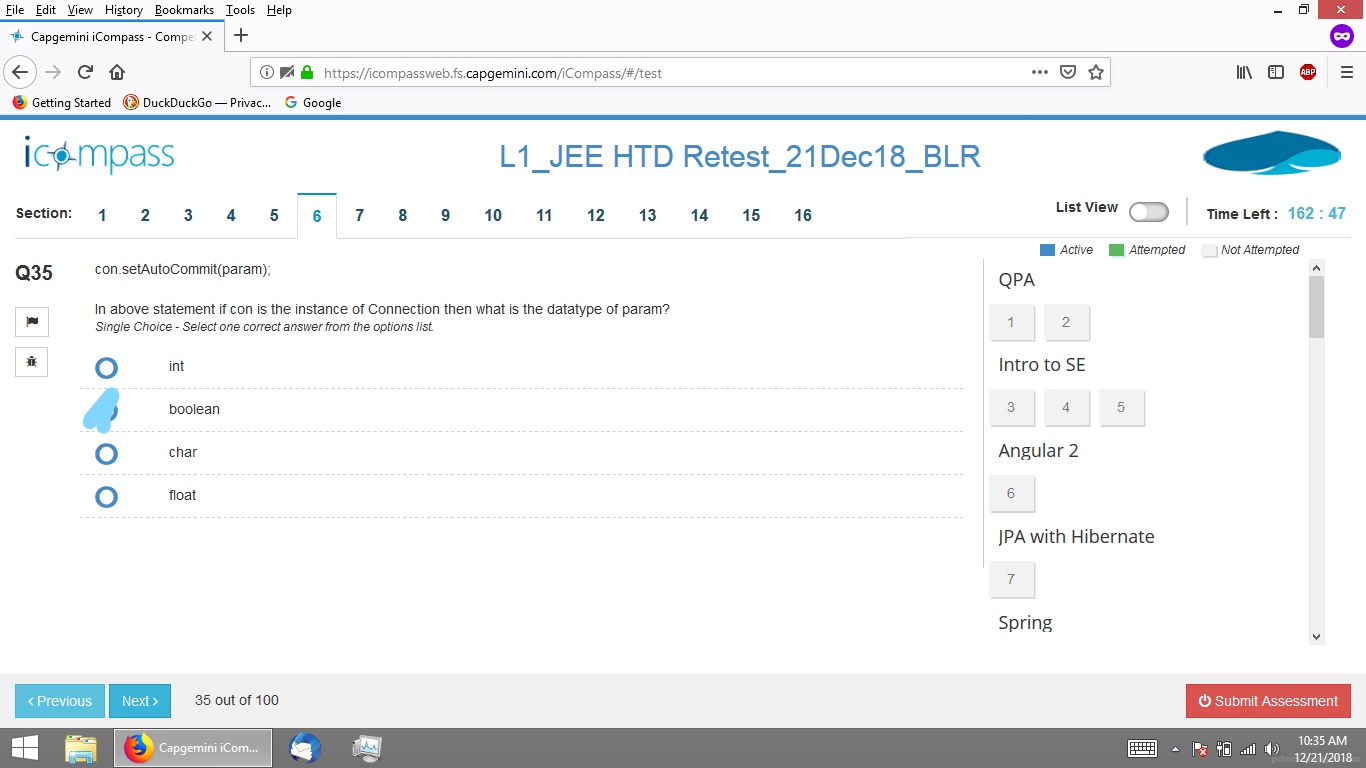 File Edit View History Bookmarks Tools Help
Capgemini iCompass - Compe
https://icompassweb.fs.capgemini.com/iCompass/#/test
ABP
Getting Started DuckDuckGo — Privac... Google
icompass
L1_JEE HTD Retest_21Dec18_BLR
Section: 1 2 3 4 5 6 7 8 9 10 11 12 13 14 15 16
List View
Time Left : 162 : 47
Active Attempted Not Attempted
Q35
con.setAutoCommit(param);
In above statement if con is the instance of Connection then what is the datatype of param?
Single Choice - Select one correct answer from the options list.
int
boolean
char
float
QPA
1 2
Intro to SE
3 4 5
Angular 2
6
JPA with Hibernate
7
Spring
Previous Next 35 out of 100
Submit Assessment
Capgemini iCom...
10:35 AM
12/21/2018